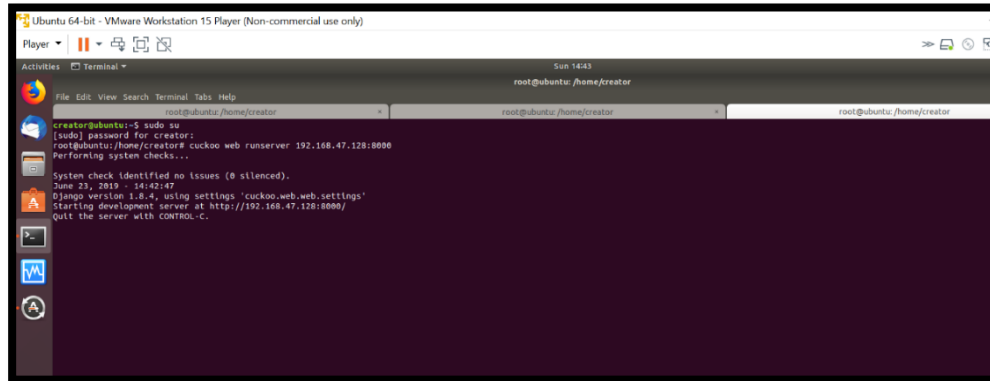 Ubuntu 64-bit - VMware Workstation 15 Player (Non-commercial use only)
Player
Activities Terminal Sun 14:43
root@ubuntu: /home/creator
File Edit View Search Terminal Tabs Help
root@ubuntu: /home/creator × root@ubuntu: /home/creator × root@ubuntu: /home/creator
creator@ubuntu:~$ sudo su
[sudo] password for creator:
root@ubuntu:/home/creator# cuckoo web runserver 192.168.47.128:8000
Performing system checks...
System check identified no issues (0 silenced).
June 23, 2019 - 14:42:47
Django version 1.8.4, using settings 'cuckoo.web.web.settings'
Starting development server at http://192.168.47.128:8000/
Quit the server with CONTROL-C.